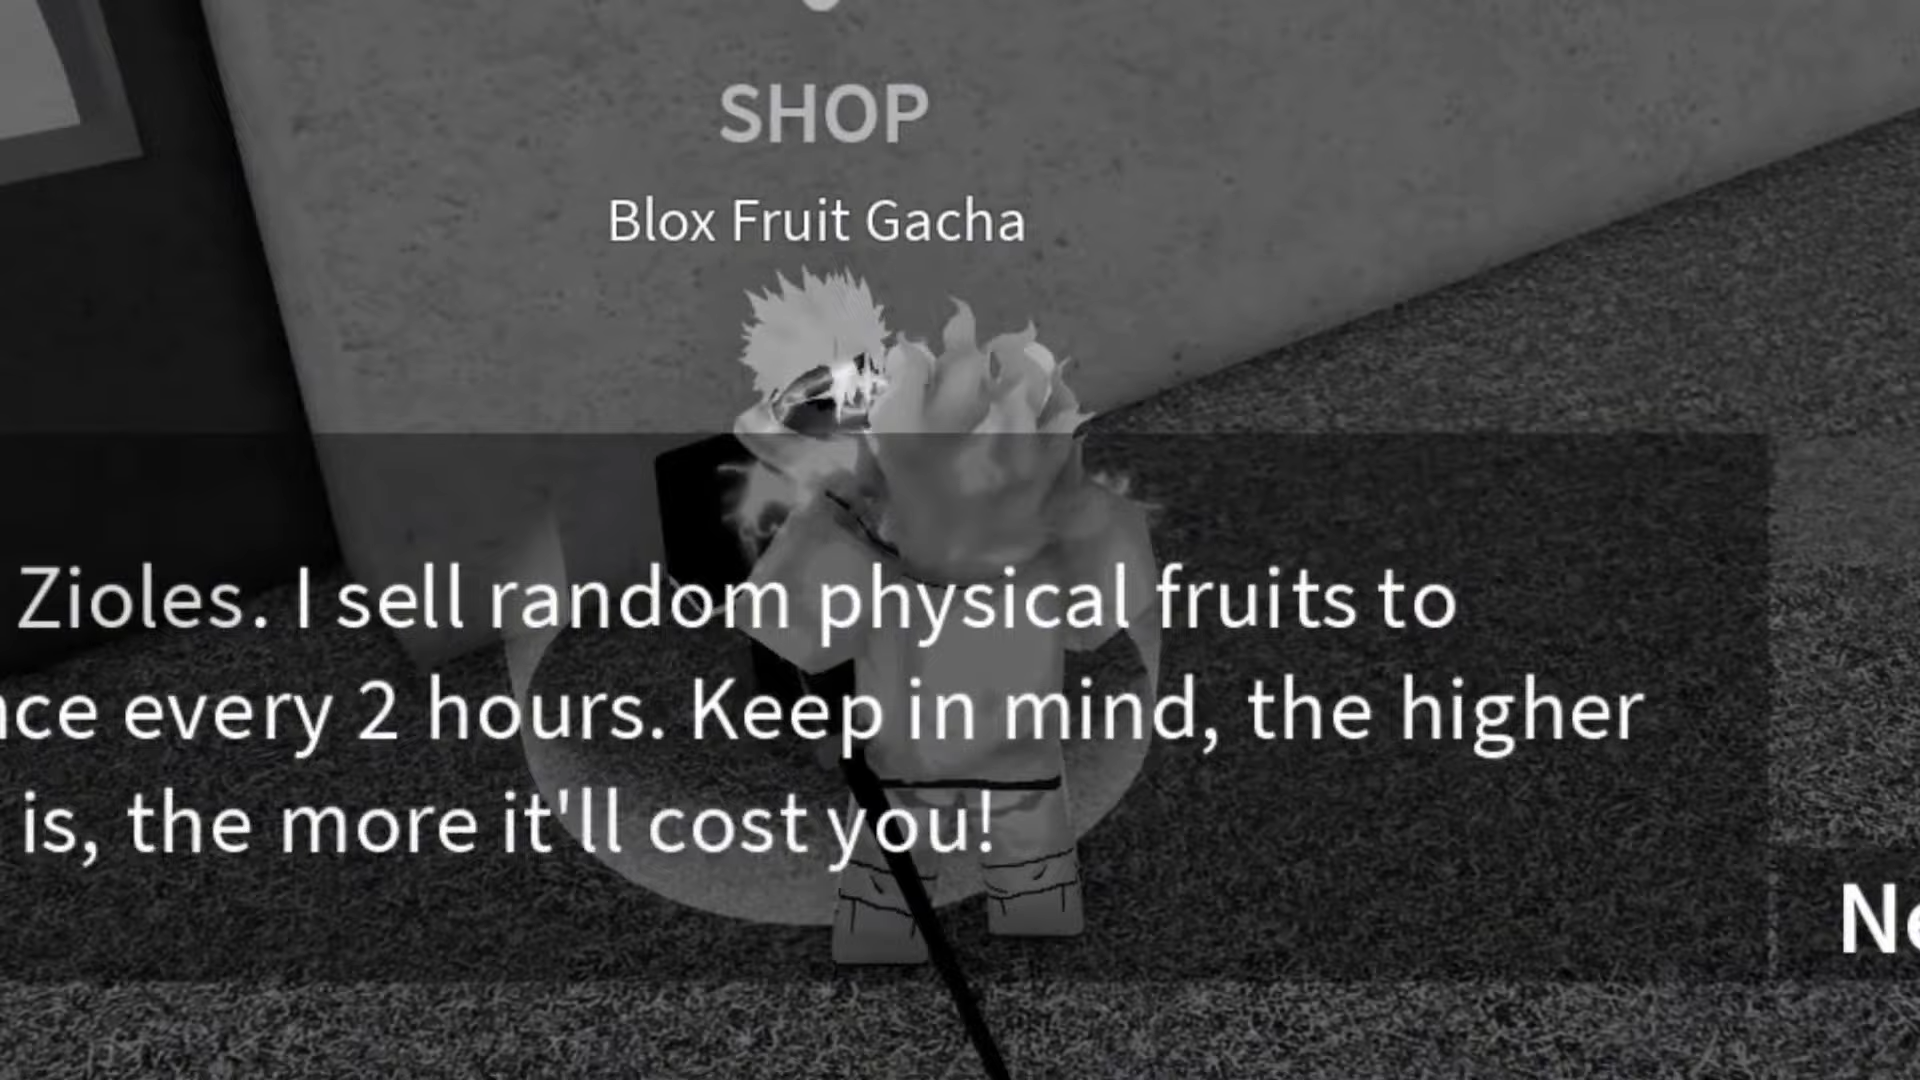 SHOP
Blox Fruit Gacha
Zioles. I sell random physical fruits to
every 2 hours. Keep in mind, the higher
is, the more it'll cost you!